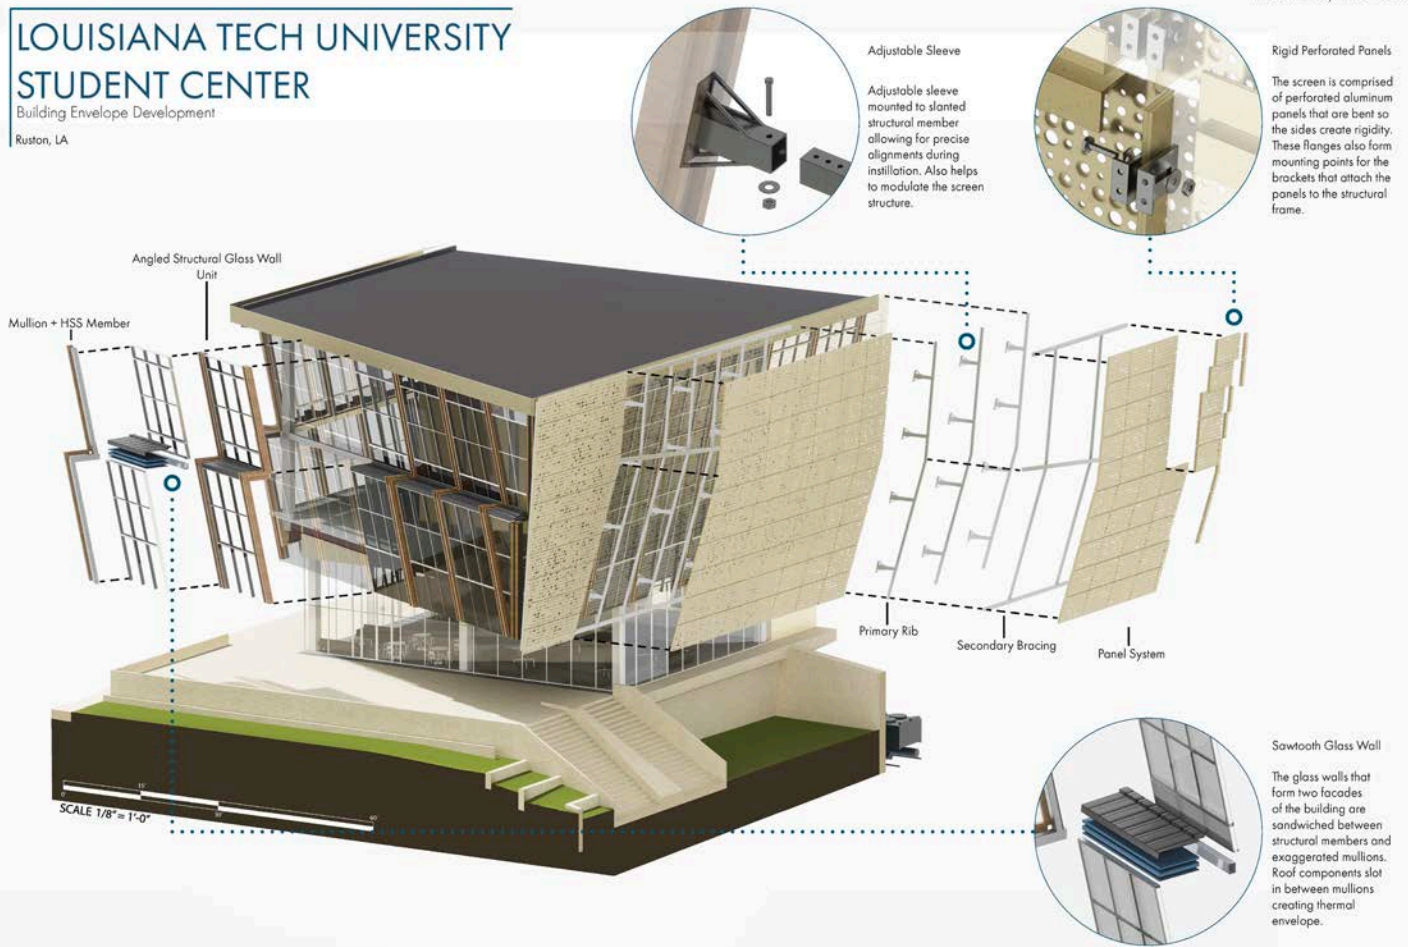 LOUISIANA TECH UNIVERSITY
STUDENT CENTER
Building Envelope Development
Ruston, LA
Adjustable Sleeve
Adjustable sleeve
mounted to slanted
structural member
allowing for precise
alignments during
instillation. Also helps
to modulate the screen
structure.
Rigid Perforated Panels
The screen is comprised
of perforated aluminum
panels that are bent so
the sides create rigidity.
These flanges also form
mounting points for the
brackets that attach the
panels to the structural
frame.
Angled Structural Glass Wall
Unit
Mullion + HSS Member
Primary Rib
Secondary Bracing
Panel System
0'
15'
30'
60'
SCALE 1/8" = 1'-0"
Sawtooth Glass Wall
The glass walls that
form two facades
of the building are
sandwiched between
structural members and
exaggerated mullions.
Roof components slot
in between mullions
creating thermal
envelope.